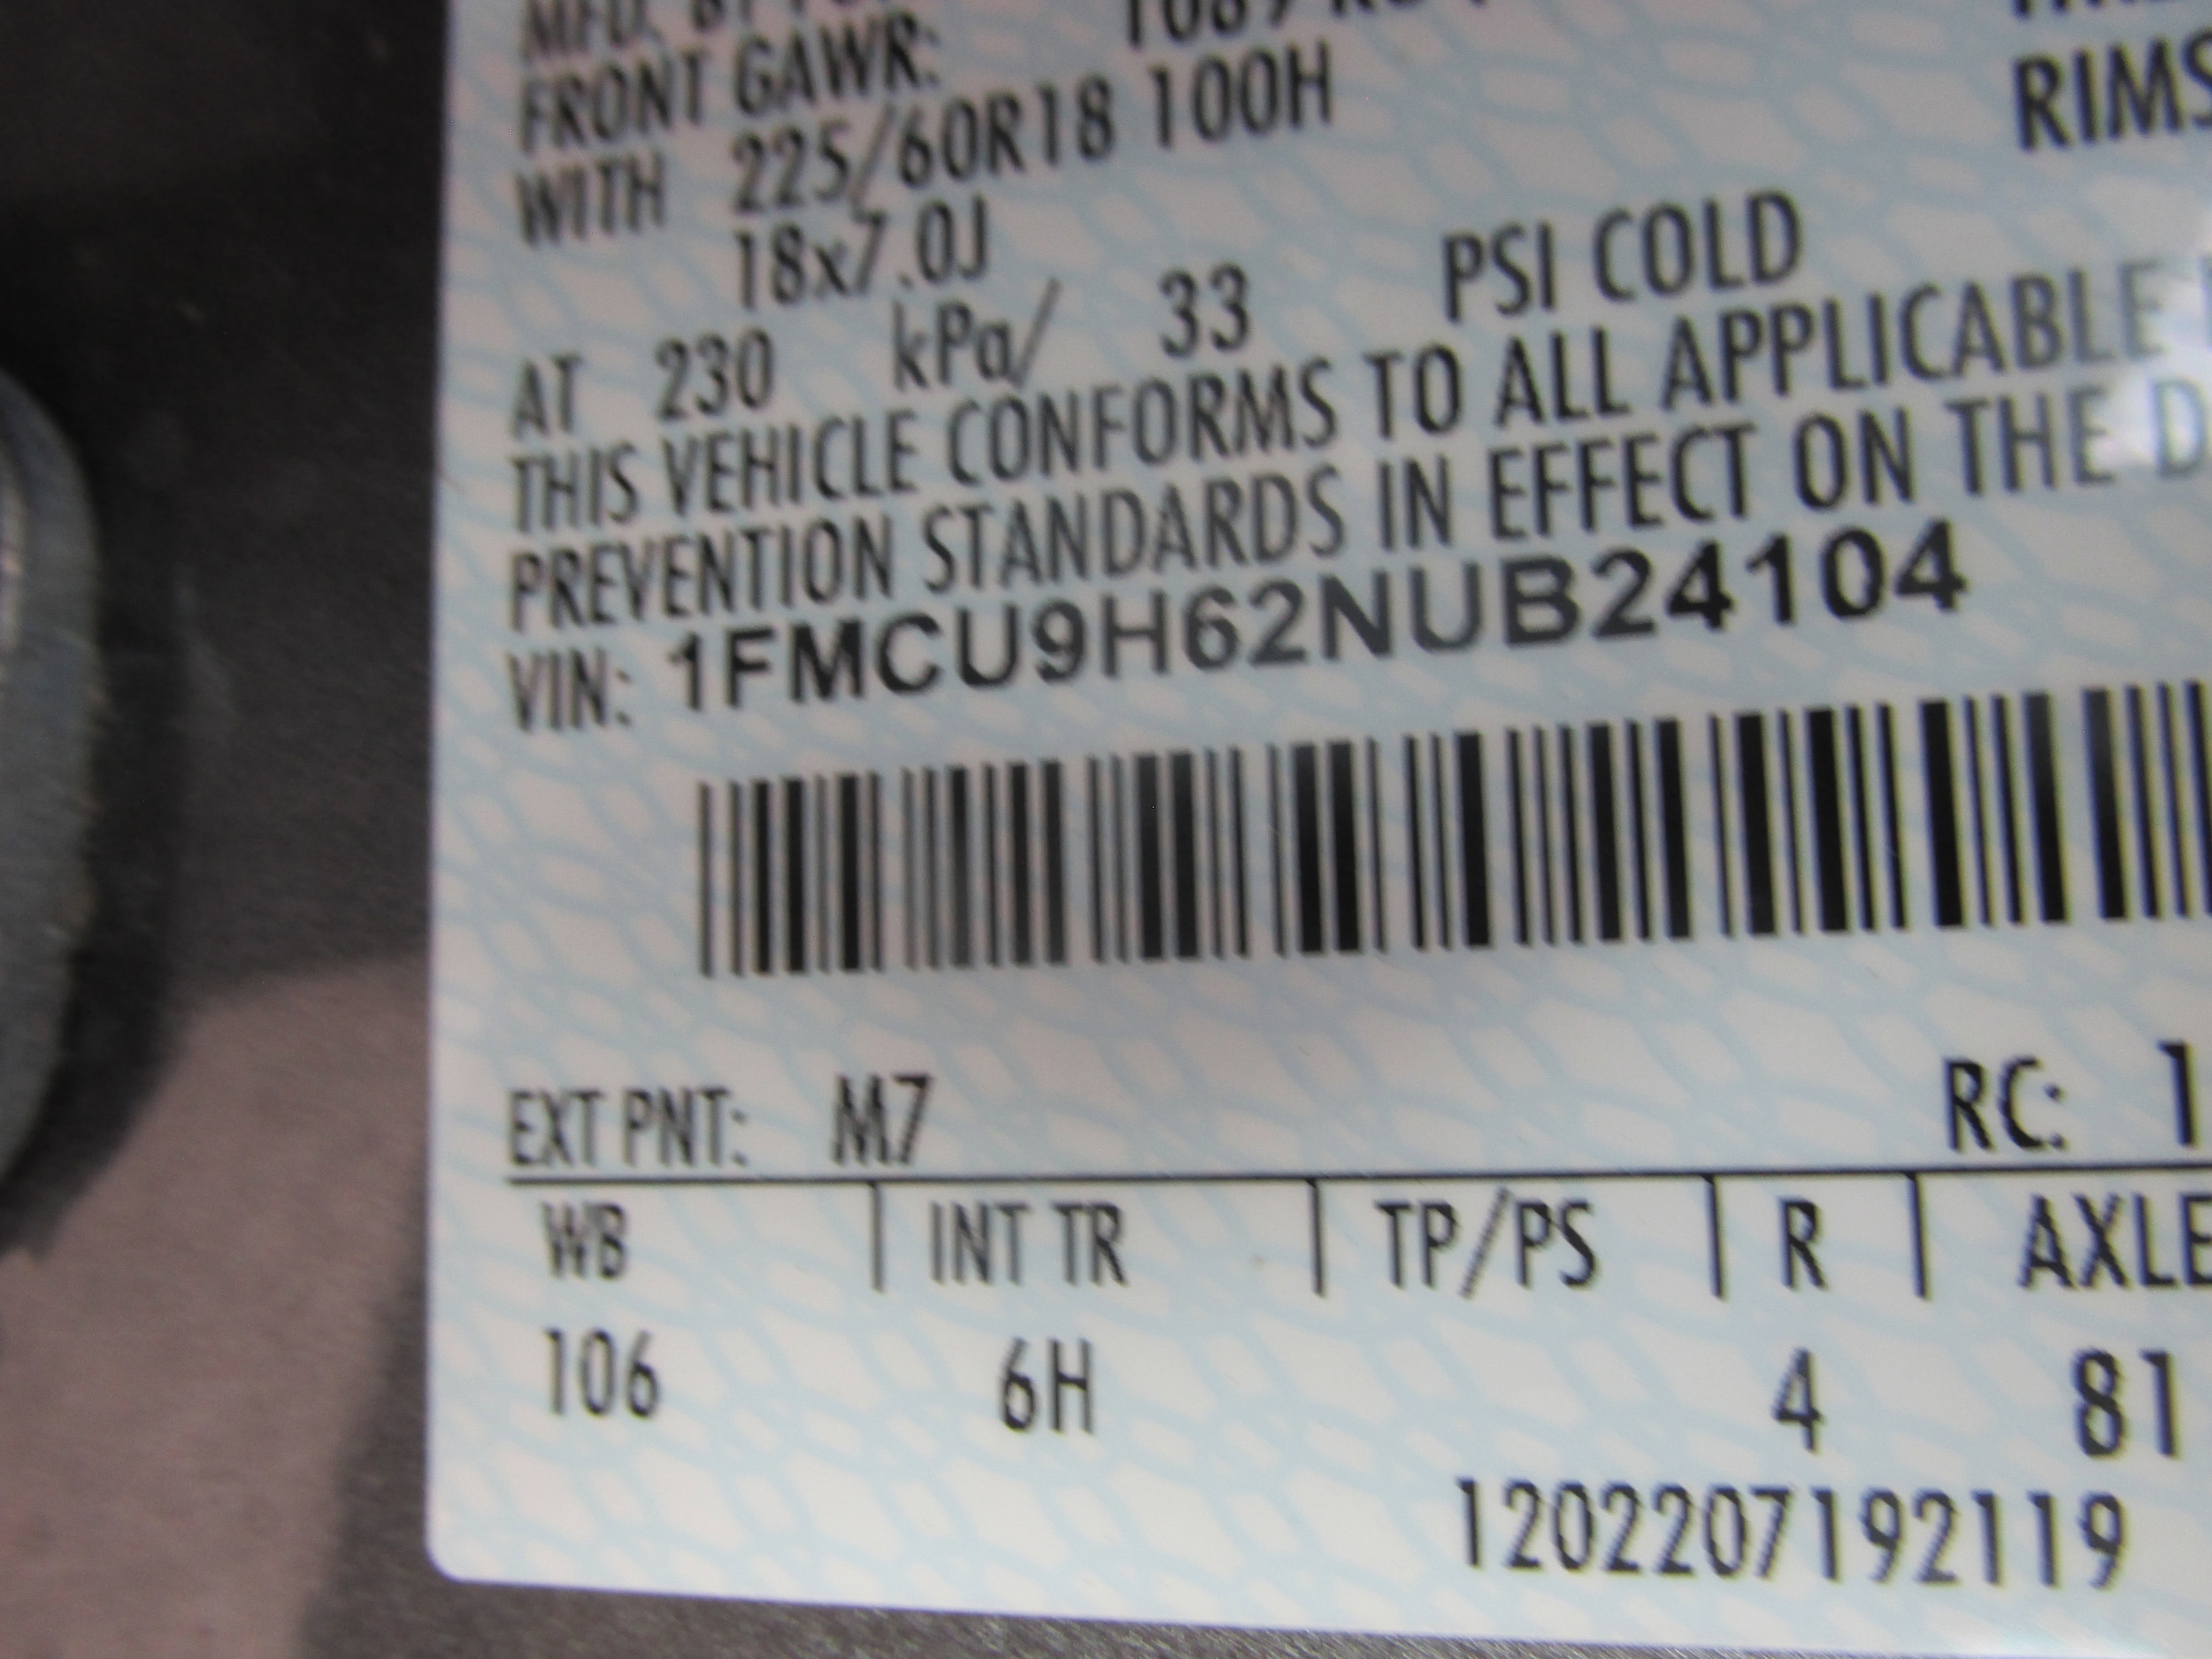 FRONT GAWR:
WITH 225/60R18 100H
RIMS
18x7.0J
AT 230 kPa/ 33 PSI COLD
THIS VEHICLE CONFORMS TO ALL APPLICABLE
PREVENTION STANDARDS IN EFFECT ON THE D
VIN: 1FMCU9H62NUB24104
EXT PNT: M7 RC: 1
WB | INT TR | TP/PS | R | AXLE
106 6H 4 81
1202207192119